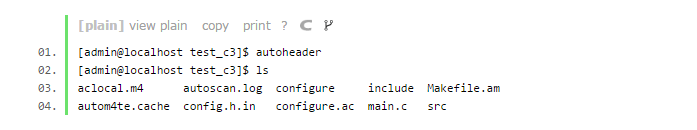 [plain] view plain copy print ?
01. [admin@localhost test_c3]$ autoheader
02. [admin@localhost test_c3]$ ls
03. aclocal.m4 autoscan.log configure include Makefile.am
04. autom4te.cache config.h.in configure.ac main.c src